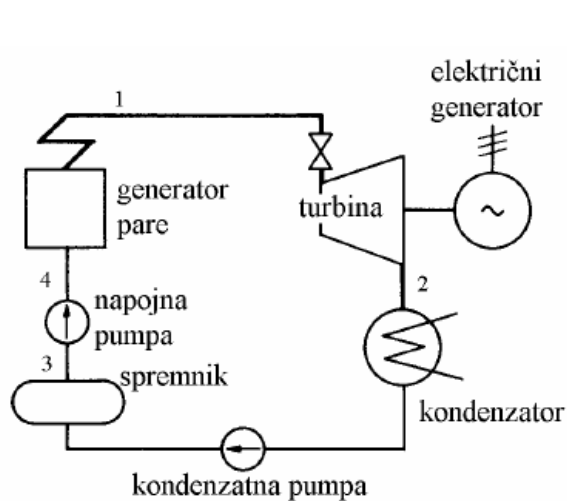 električni
generator
1
generator
pare
turbina
~
4
2
napojna
pumpa
3
spremnik
kondenzator
kondenzatna pumpa